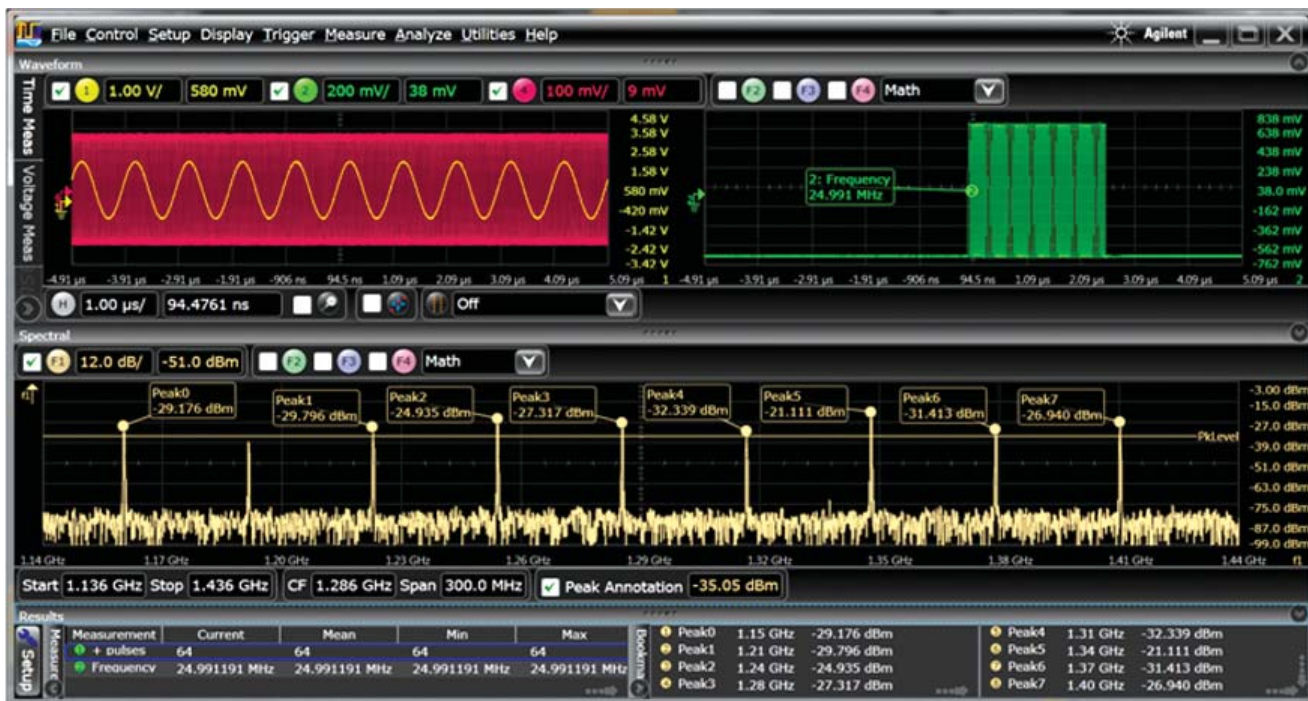 File Control Setup Display Trigger Measure Analyze Utilities Help
Agilent
Waveform
Time Meas
Voltage Meas
1 1.00 V/ 580 mV 2 200 mV/ 38 mV 4 100 mV/ 9 mV
F2 F3 F4 Math
4.58 V
3.58 V
2.58 V
1.58 V
580 mV
-420 mV
-1.42 V
-2.42 V
-3.42 V
-4.91 µs -3.91 µs -2.91 µs -1.91 µs -906 ns 94.5 ns 1.09 µs 2.09 µs 3.09 µs 4.09 µs 5.09 µs 1
2: Frequency
24.991 MHz
2
838 mV
638 mV
438 mV
238 mV
38.0 mV
-162 mV
-362 mV
-562 mV
-762 mV
-4.91 µs -3.91 µs -2.91 µs -1.91 µs -906 ns 94.5 ns 1.09 µs 2.09 µs 3.09 µs 4.09 µs 5.09 µs 2
H 1.00 µs/ 94.4761 ns Off
Spectral
F1 12.0 dB/ -51.0 dBm F2 F3 F4 Math
f1
Peak0
-29.176 dBm
Peak1
-29.796 dBm
Peak2
-24.935 dBm
Peak3
-27.317 dBm
Peak4
-32.339 dBm
Peak5
-21.111 dBm
Peak6
-31.413 dBm
Peak7
-26.940 dBm
PkLevel
-3.00 dBm
-15.0 dBm
-27.0 dBm
-39.0 dBm
-51.0 dBm
-63.0 dBm
-75.0 dBm
-87.0 dBm
-99.0 dBm
1.14 GHz 1.17 GHz 1.20 GHz 1.23 GHz 1.26 GHz 1.29 GHz 1.32 GHz 1.35 GHz 1.38 GHz 1.41 GHz 1.44 GHz f1
Start 1.136 GHz Stop 1.436 GHz CF 1.286 GHz Span 300.0 MHz Peak Annotation -35.05 dBm
Results
Setup
Measure
Measurement Current Mean Min Max
+ pulses 64 64 64 64
Frequency 24.991191 MHz 24.991191 MHz 24.991191 MHz 24.991191 MHz
Bookma
Peak0 1.15 GHz -29.176 dBm
Peak1 1.21 GHz -29.796 dBm
Peak2 1.24 GHz -24.935 dBm
Peak3 1.28 GHz -27.317 dBm
Peak4 1.31 GHz -32.339 dBm
Peak5 1.34 GHz -21.111 dBm
Peak6 1.37 GHz -31.413 dBm
Peak7 1.40 GHz -26.940 dBm